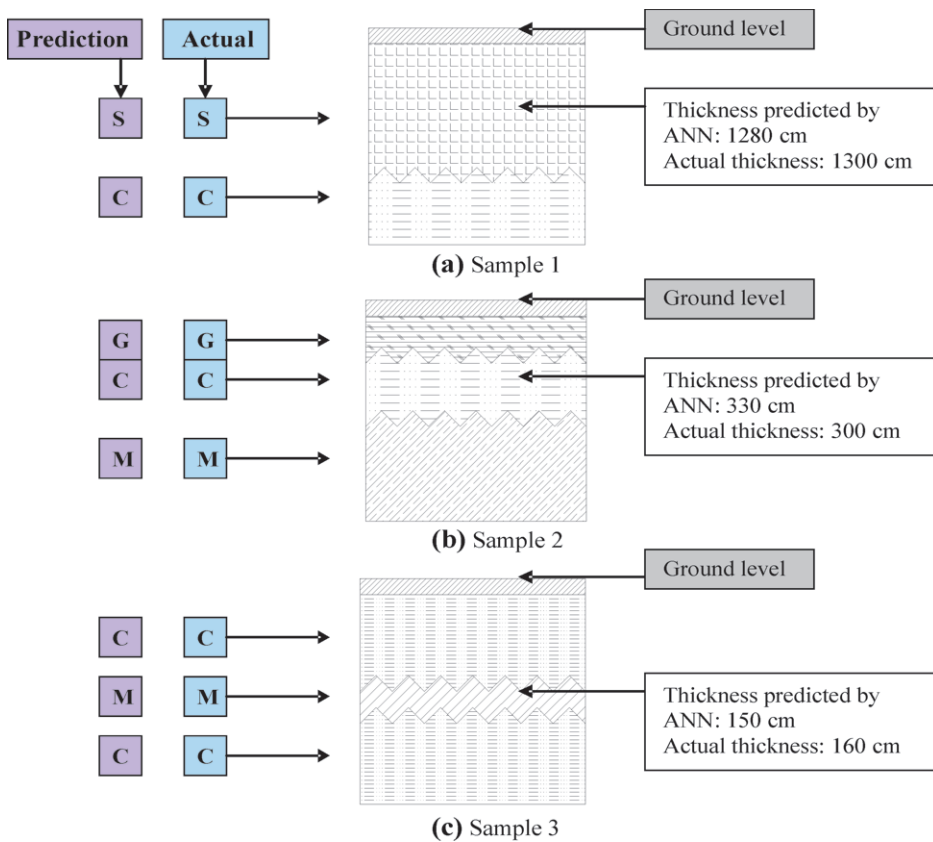 Prediction
Actual
Ground level
S
S
Thickness predicted by
ANN: 1280 cm
Actual thickness: 1300 cm
C
C
(a) Sample 1
Ground level
G
G
C
C
Thickness predicted by
ANN: 330 cm
Actual thickness: 300 cm
M
M
(b) Sample 2
Ground level
C
C
M
M
Thickness predicted by
ANN: 150 cm
Actual thickness: 160 cm
C
C
(c) Sample 3